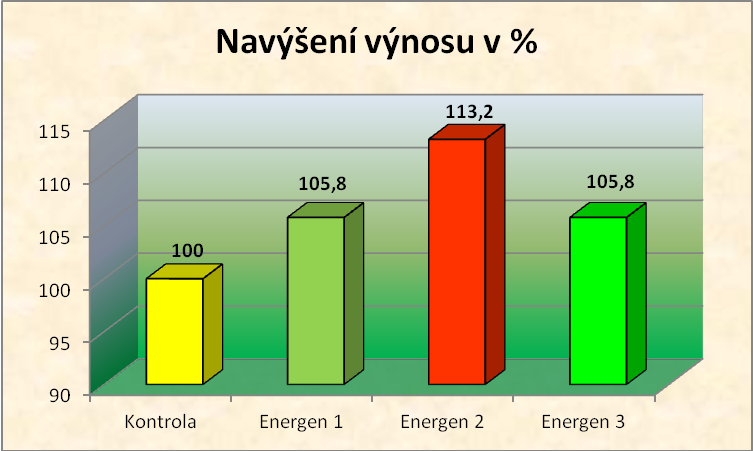 Navýšení výnosu v %
115
110
105
100
95
90
100
105,8
113,2
105,8
Kontrola
Energen 1
Energen 2
Energen 3